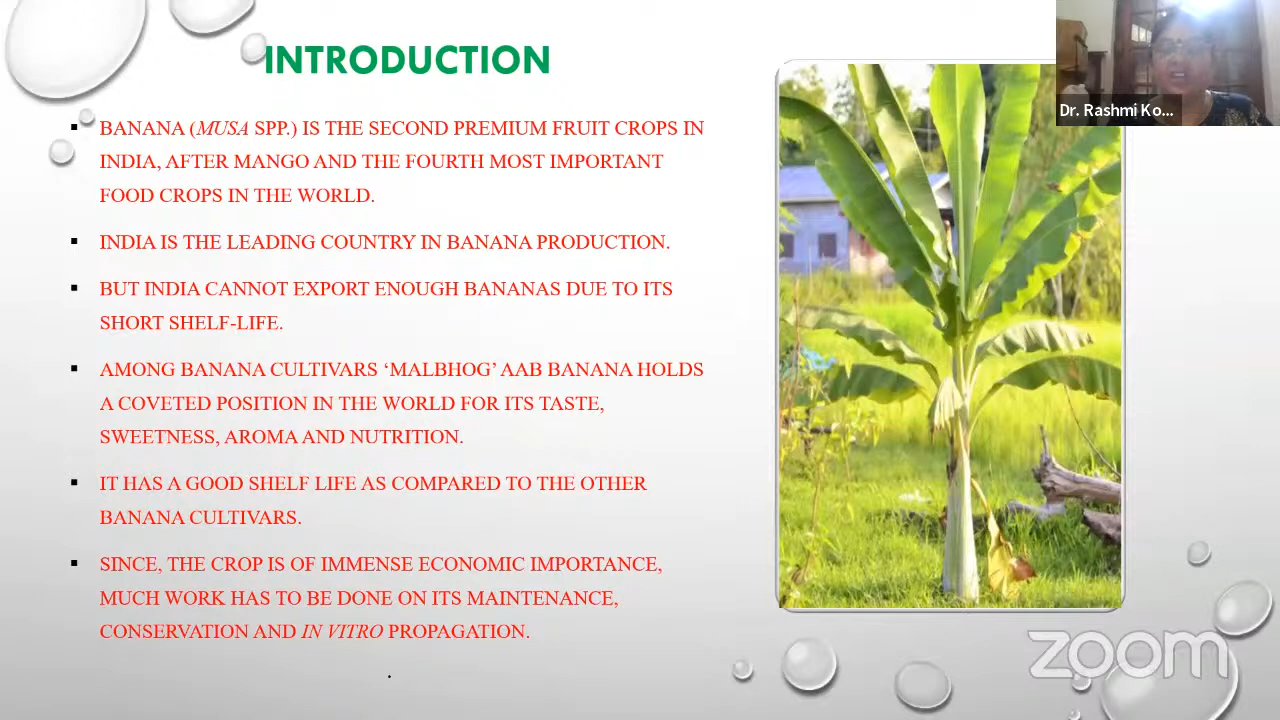 INTRODUCTION
▪ BANANA (MUSA SPP.) IS THE SECOND PREMIUM FRUIT CROPS IN
INDIA, AFTER MANGO AND THE FOURTH MOST IMPORTANT
FOOD CROPS IN THE WORLD.
▪ INDIA IS THE LEADING COUNTRY IN BANANA PRODUCTION.
▪ BUT INDIA CANNOT EXPORT ENOUGH BANANAS DUE TO ITS
SHORT SHELF-LIFE.
▪ AMONG BANANA CULTIVARS ‘MALBHOG’ AAB BANANA HOLDS
A COVETED POSITION IN THE WORLD FOR ITS TASTE,
SWEETNESS, AROMA AND NUTRITION.
▪ IT HAS A GOOD SHELF LIFE AS COMPARED TO THE OTHER
BANANA CULTIVARS.
▪ SINCE, THE CROP IS OF IMMENSE ECONOMIC IMPORTANCE,
MUCH WORK HAS TO BE DONE ON ITS MAINTENANCE,
CONSERVATION AND IN VITRO PROPAGATION.
.
Dr. Rashmi Ko...
zoom